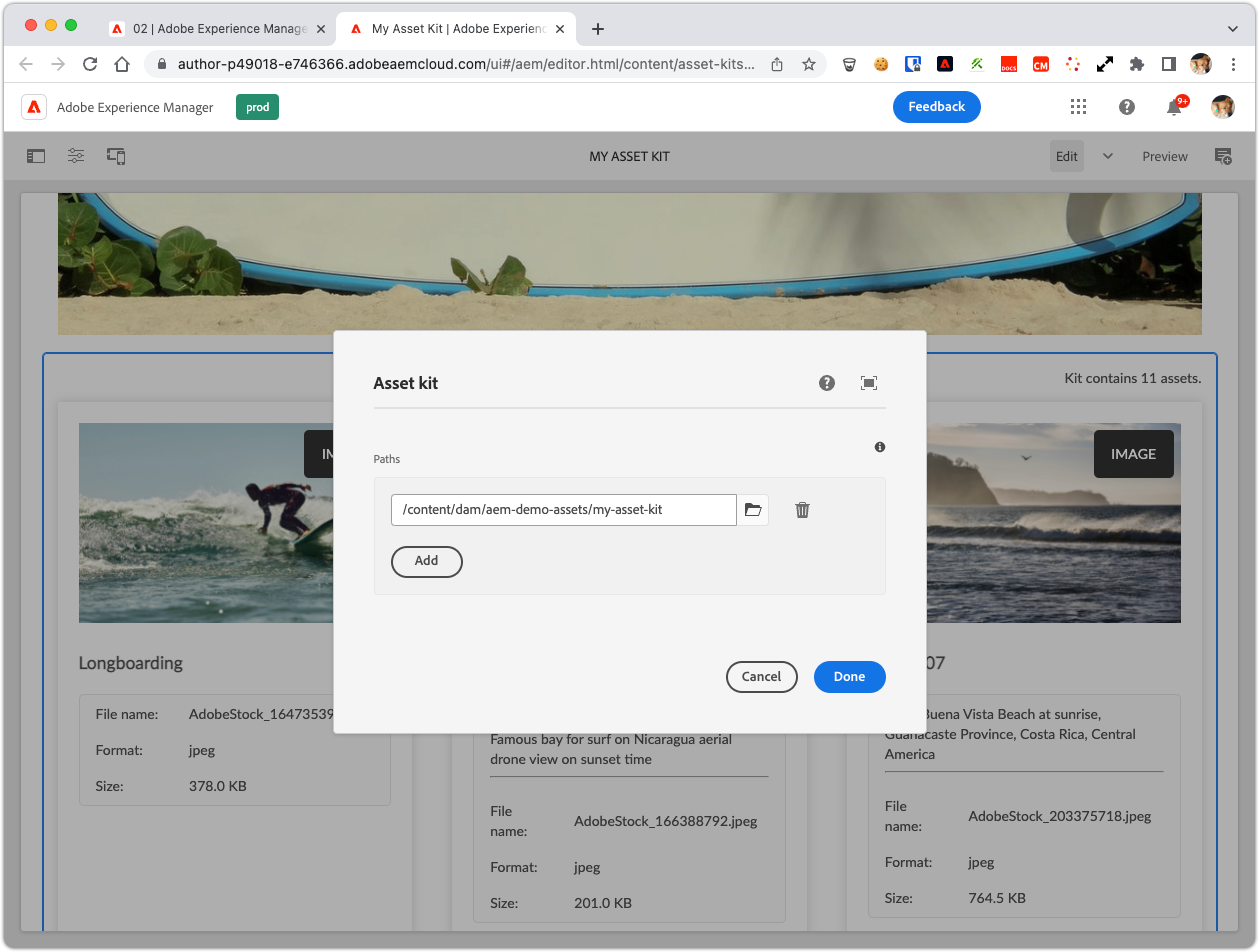 02 | Adobe Experience Manage
My Asset Kit | Adobe Experienc
author-p49018-e746366.adobeaemcloud.com/ui#/aem/editor.html/content/asset-kits...
DOCS
CM
Adobe Experience Manager
prod
Feedback
9+
MY ASSET KIT
Edit
Preview
Kit contains 11 assets.
IMAGE
Asset kit
Paths
/content/dam/aem-demo-assets/my-asset-kit
Add
Cancel
Done
Longboarding
File name: AdobeStock_16473539
Format: jpeg
Size: 378.0 KB
Famous bay for surf on Nicaragua aerial
drone view on sunset time
File
name: AdobeStock_166388792.jpeg
Format: jpeg
Size: 201.0 KB
07
Buena Vista Beach at sunrise,
Guanacaste Province, Costa Rica, Central
America
File
name: AdobeStock_203375718.jpeg
Format: jpeg
Size: 764.5 KB